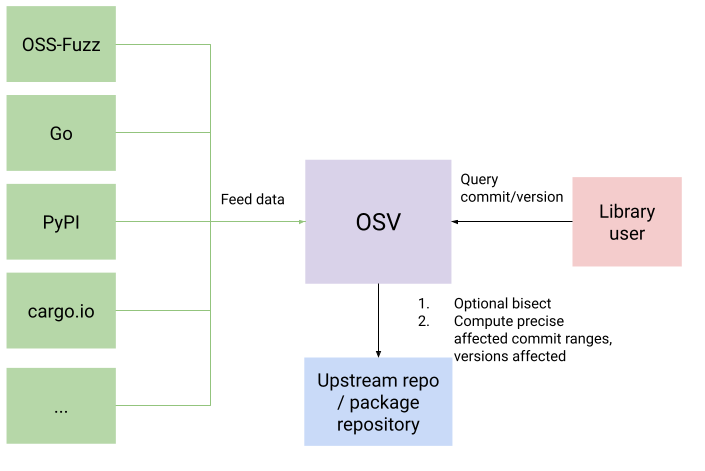 OSS-Fuzz
Go
PyPI
cargo.io
...
Feed data
OSV
Query
commit/version
Library
user
1. Optional bisect
2. Compute precise
affected commit ranges,
versions affected
Upstream repo
/ package
repository